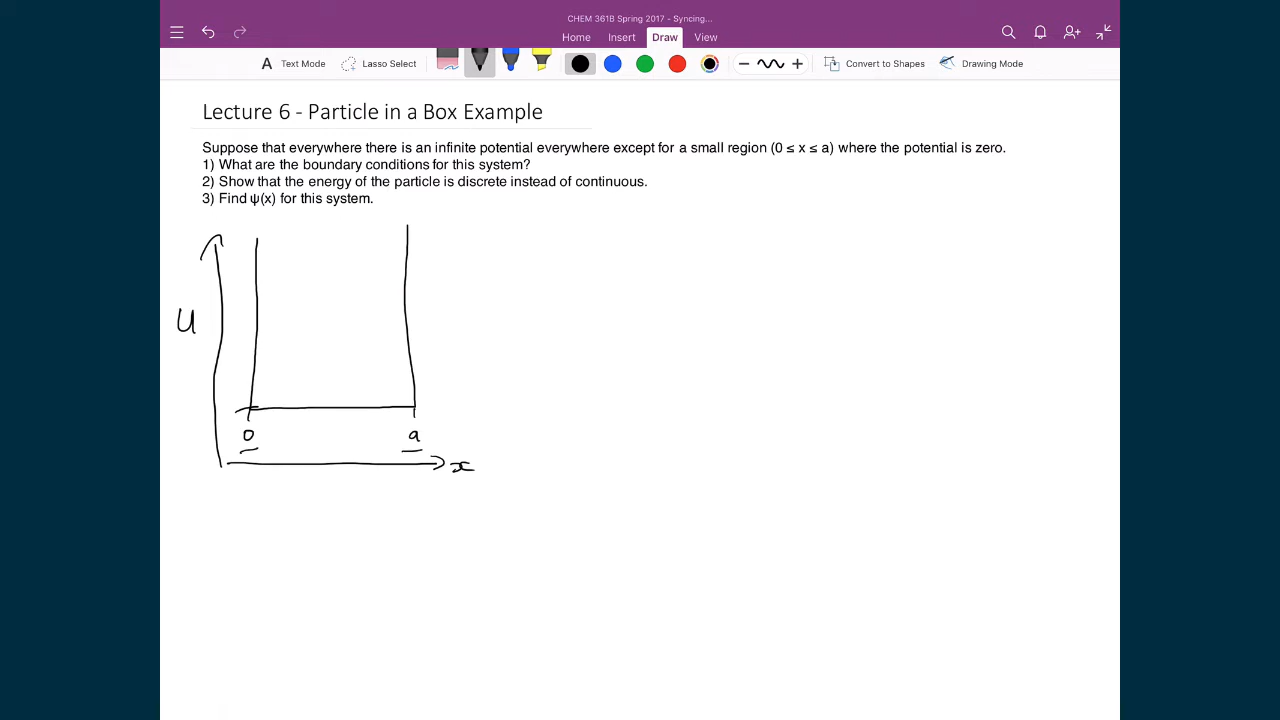 CHEM 361B Spring 2017 - Syncing...
Home Insert Draw View
Text Mode Lasso Select Convert to Shapes Drawing Mode
Lecture 6 - Particle in a Box Example
Suppose that everywhere there is an infinite potential everywhere except for a small region (0 ≤ x ≤ a) where the potential is zero.
1) What are the boundary conditions for this system?
2) Show that the energy of the particle is discrete instead of continuous.
3) Find ψ(x) for this system.
U
0 a
x